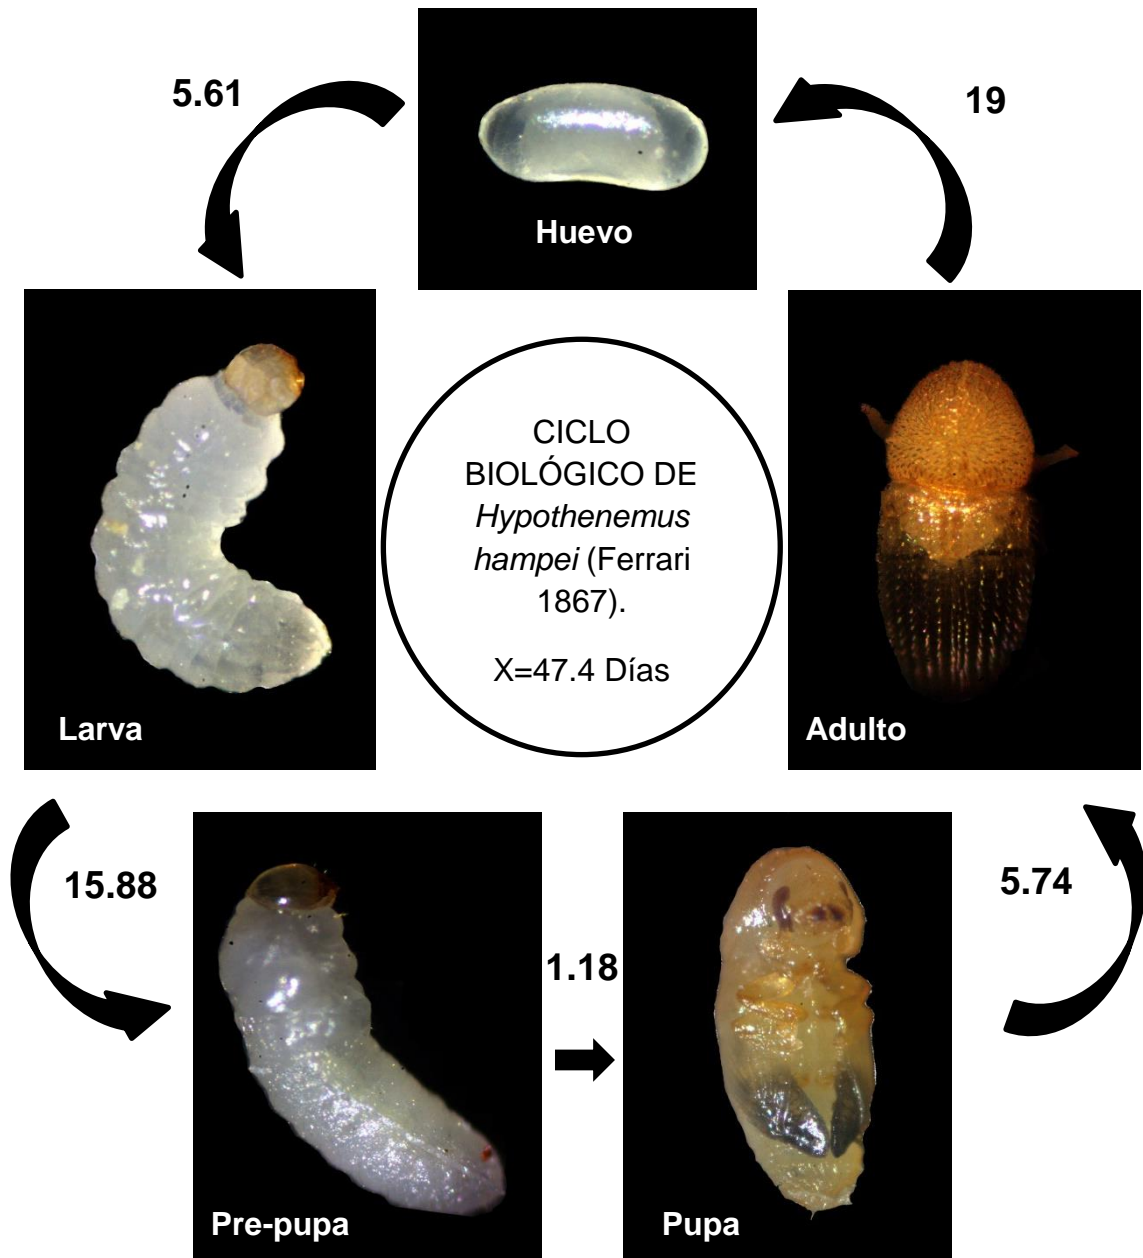 5.61
19
Huevo
CICLO
BIOLÓGICO DE
Hypothenemus
hampei (Ferrari
1867).
X=47.4 Días
Larva
Adulto
15.88
1.18
5.74
Pre-pupa
Pupa